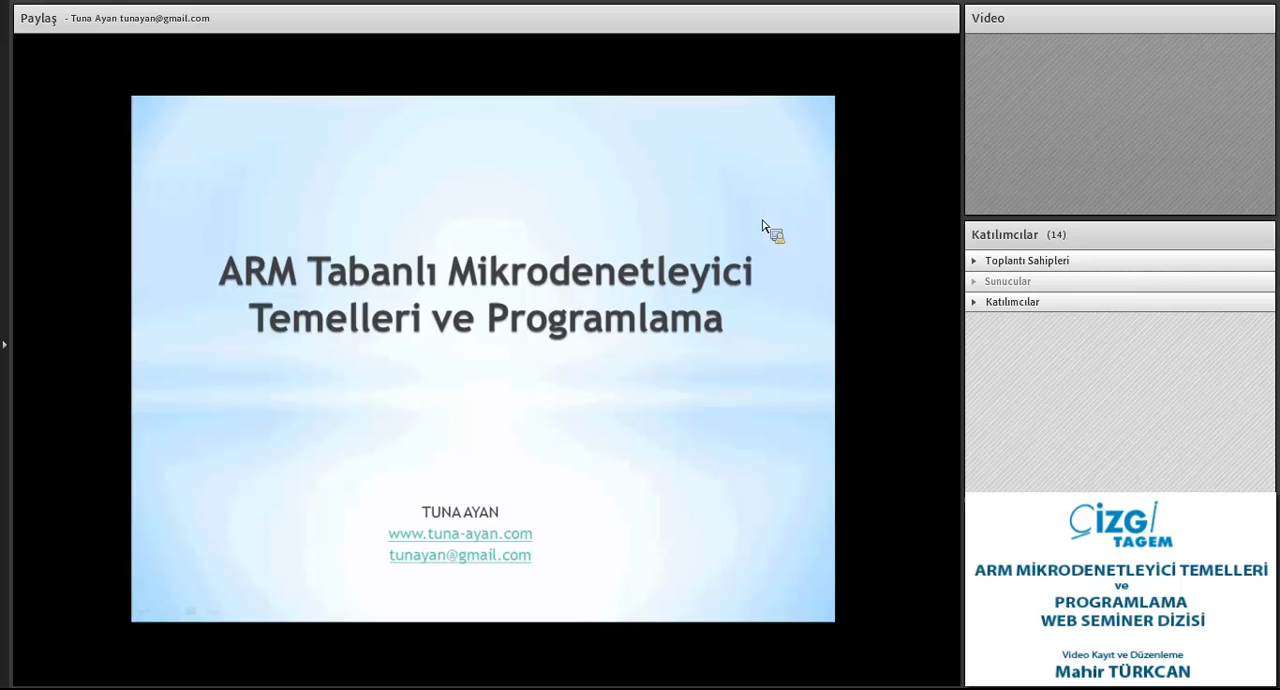 Paylaş - Tuna Ayan tunayan@gmail.com
ARM Tabanlı Mikrodenetleyici
Temelleri ve Programlama
TUNA AYAN
www.tuna-ayan.com
tunayan@gmail.com
Video
Katılımcılar (14)
Toplantı Sahipleri
Sunucular
Katılımcılar
ÇİZGİ
TAGEM
ARM MİKRODENETLEYİCİ TEMELLERİ
ve
PROGRAMLAMA
WEB SEMİNER DİZİSİ
Video Kayıt ve Düzenleme
Mahir TÜRKCAN